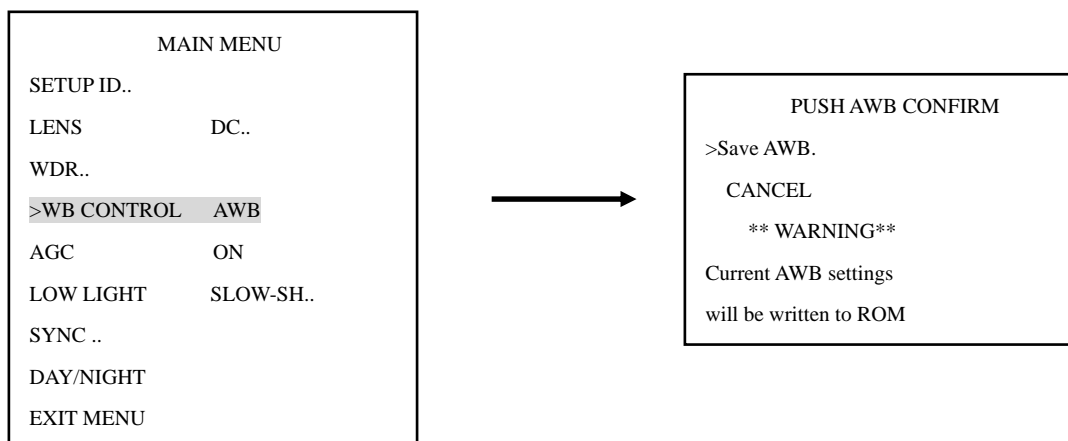 MAIN MENU
SETUP ID..
LENS DC..
WDR..
>WB CONTROL AWB
AGC ON
LOW LIGHT SLOW-SH..
SYNC ..
DAY/NIGHT
EXIT MENU
PUSH AWB CONFIRM
>Save AWB.
CANCEL
** WARNING**
Current AWB settings
will be written to ROM